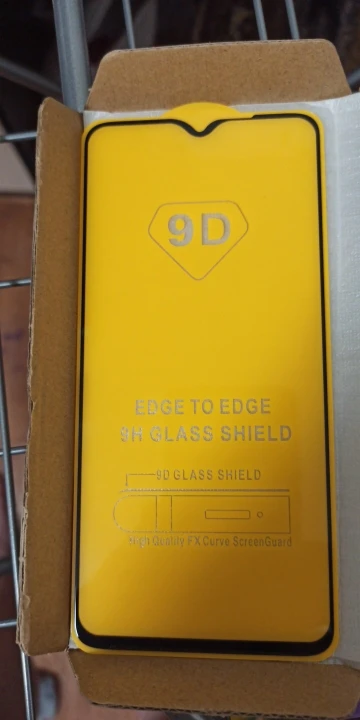 9D
EDGE TO EDGE
9H GLASS SHIELD
9D GLASS SHIELD
High Quality FX Curve ScreenGuard